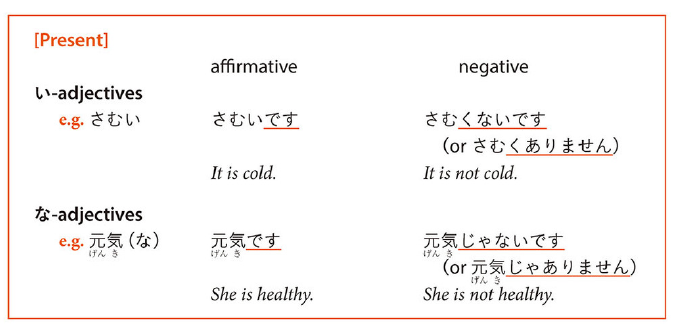 [Present]
affirmative negative
い-adjectives
e.g. さむい さむいです さむくないです
(or さむくありません)
It is cold. It is not cold.
な-adjectives
e.g. 元気(な) 元気です 元気じゃないです
げん き げん き げん き
(or 元気じゃありません)
げん き
She is healthy. She is not healthy.